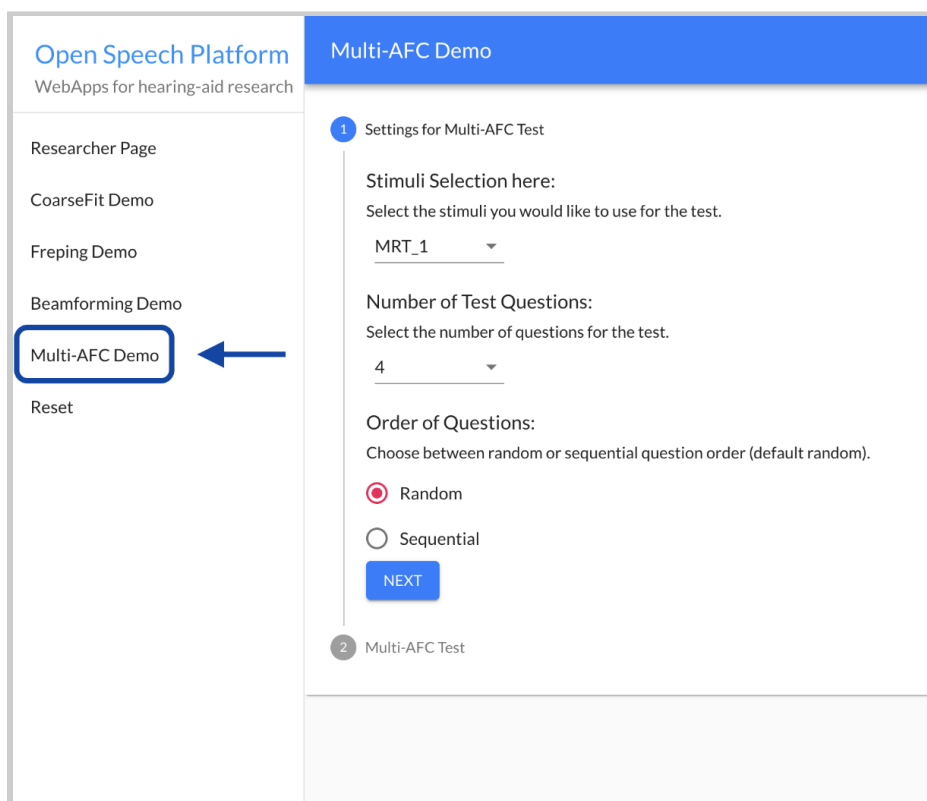 Open Speech Platform
WebApps for hearing-aid research
Researcher Page
CoarseFit Demo
Freping Demo
Beamforming Demo
Multi-AFC Demo
Reset
Multi-AFC Demo
1 Settings for Multi-AFC Test
Stimuli Selection here:
Select the stimuli you would like to use for the test.
MRT_1
Number of Test Questions:
Select the number of questions for the test.
4
Order of Questions:
Choose between random or sequential question order (default random).
Random
Sequential
NEXT
2 Multi-AFC Test